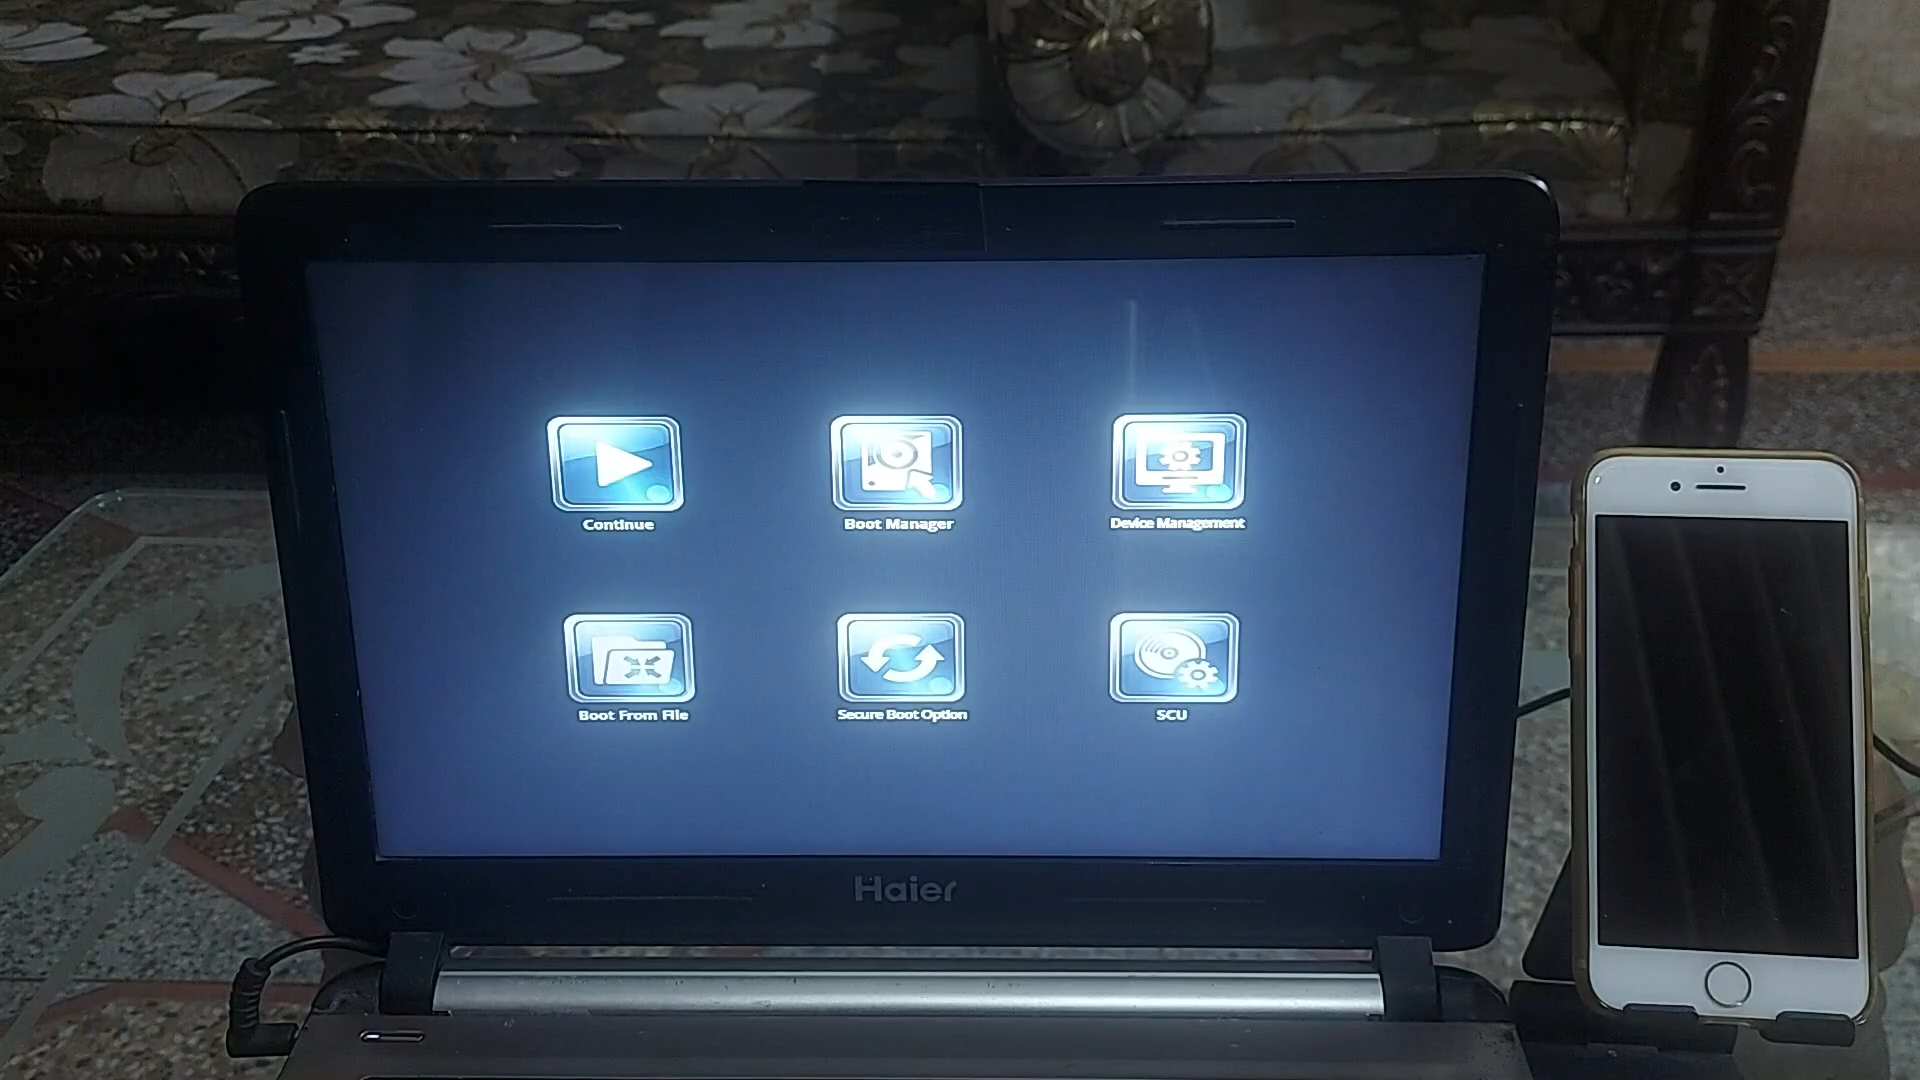 Continue
Boot Manager
Device Management
Boot From File
Secure Boot Option
SCU
Haier